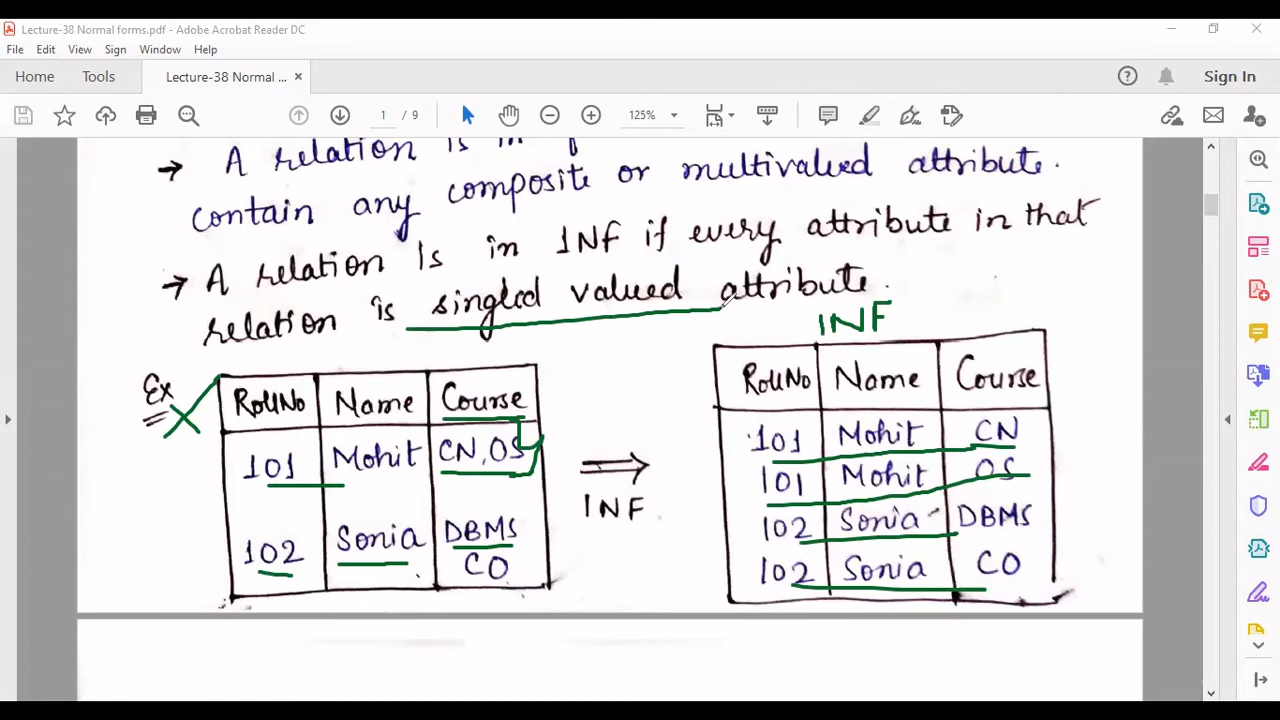 Lecture-38 Normal forms.pdf - Adobe Acrobat Reader DC
File Edit View Sign Window Help
Home Tools Lecture-38 Normal ... × Sign In
1 / 9 125%
→ A relation is in
contain any composite or multivalued attribute.
→ A relation is in 1NF if every attribute in that
relation is singled valued attribute.
1NF
Ex
RollNo Name Course
101 Mohit CN, OS
102 Sonia DBMS
CO
⇒
1NF
RollNo Name Course
101 Mohit CN
101 Mohit OS
102 Sonia DBMS
102 Sonia CO